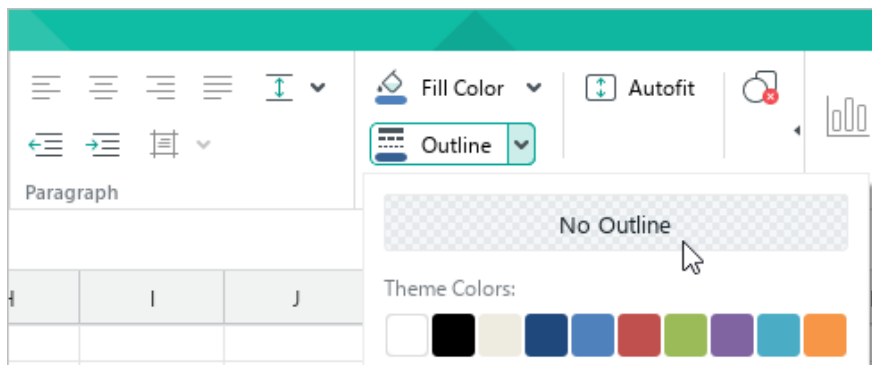 Fill Color
Autofit
Outline
Paragraph
No Outline
H
I
J
Theme Colors: